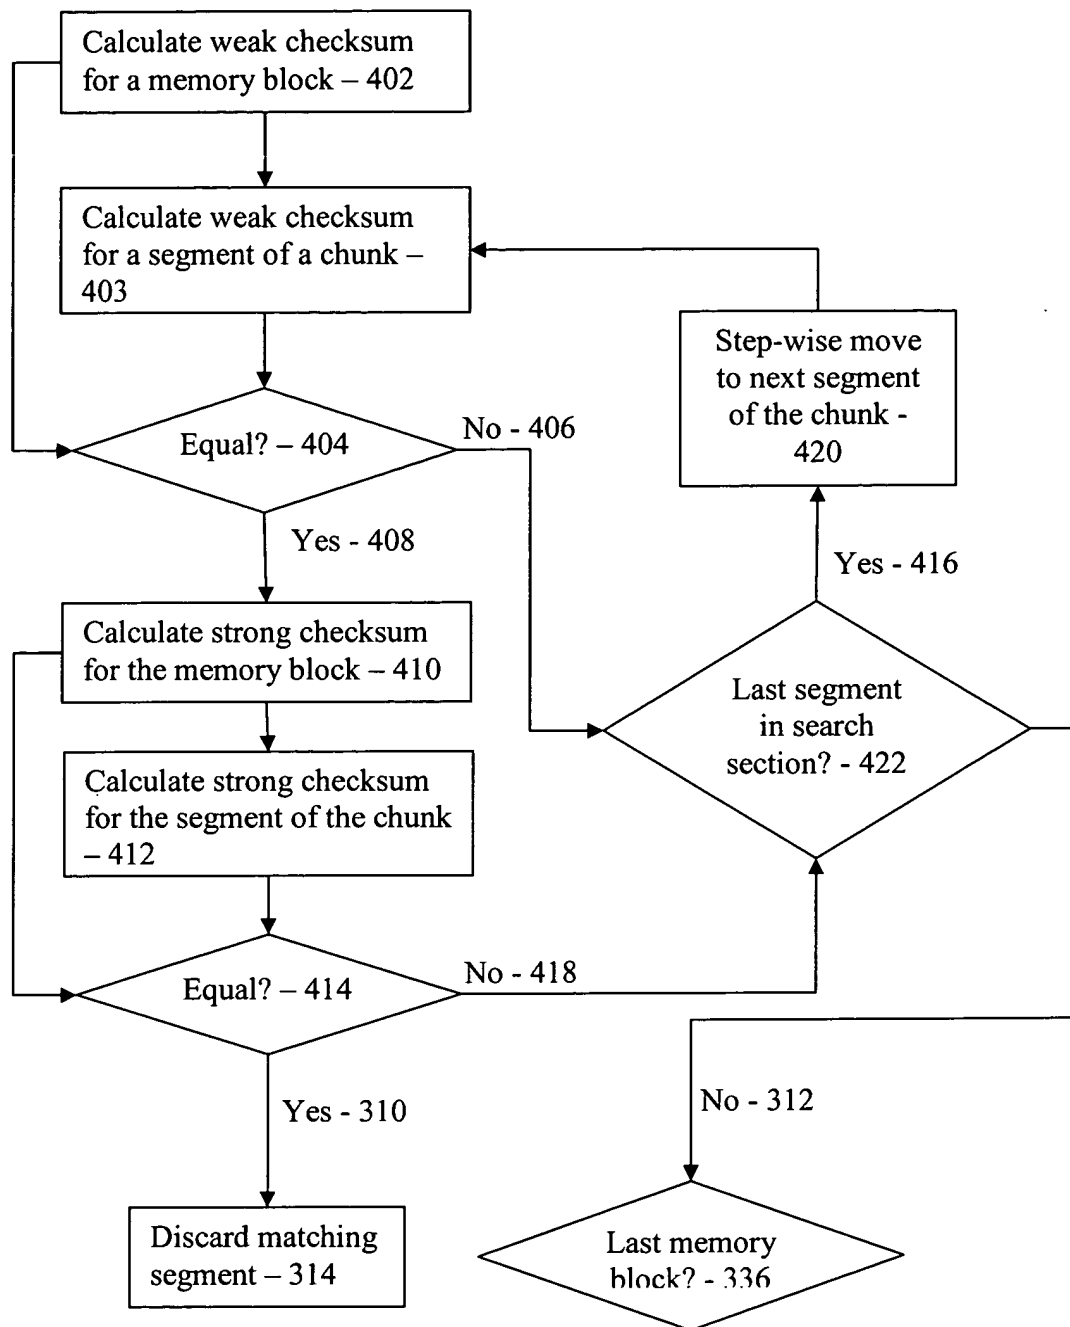 Calculate weak checksum
for a memory block – 402
Calculate weak checksum
for a segment of a chunk –
403
Equal? – 404
No - 406
Yes - 408
Calculate strong checksum
for the memory block – 410
Calculate strong checksum
for the segment of the chunk
– 412
Equal? – 414
No - 418
Yes - 310
Discard matching
segment – 314
Step-wise move
to next segment
of the chunk -
420
Yes - 416
Last segment
in search
section? - 422
No - 312
Last memory
block? - 336